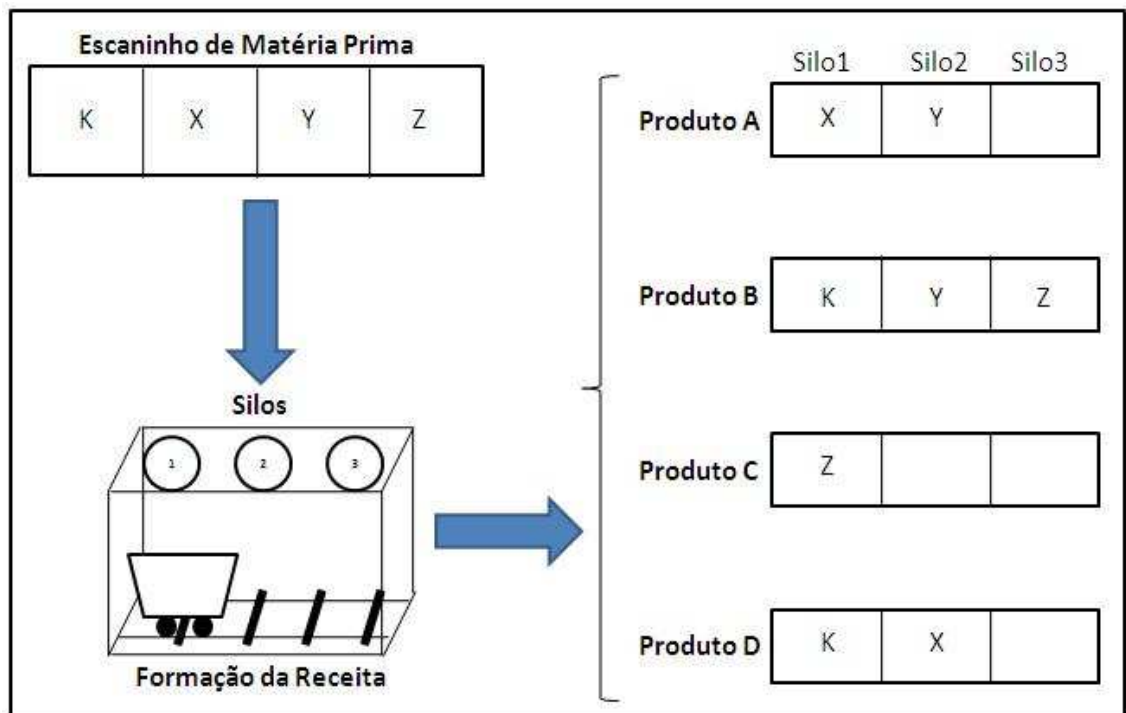 Escaninho de Matéria Prima
K X Y Z
Silos
1 2 3
Formação da Receita
Silo1 Silo2 Silo3
Produto A X Y
Produto B K Y Z
Produto C Z
Produto D K X